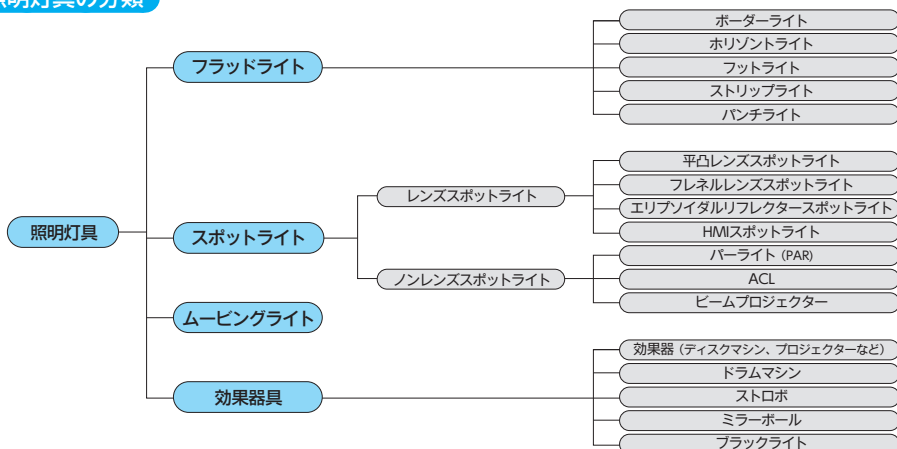 照明灯具の分類
照明灯具
フラッドライト
ボーダーライト
ホリゾントライト
フットライト
ストリップライト
パンチライト
スポットライト
レンズスポットライト
平凸レンズスポットライト
フレネルレンズスポットライト
エリプソイダルリフレクタースポットライト
HMIスポットライト
ノンレンズスポットライト
パーライト (PAR)
ACL
ビームプロジェクター
ムービングライト
効果器具
効果器(ディスクマシン、プロジェクターなど)
ドラムマシン
ストロボ
ミラーボール
ブラックライト